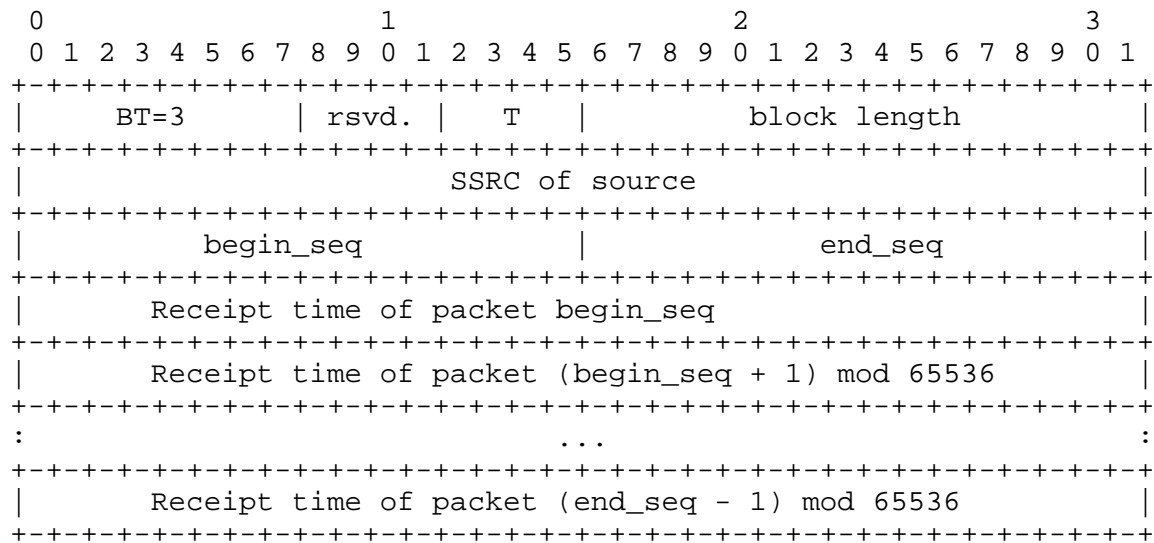 0                   1                   2                   3
 0 1 2 3 4 5 6 7 8 9 0 1 2 3 4 5 6 7 8 9 0 1 2 3 4 5 6 7 8 9 0 1
+-+-+-+-+-+-+-+-+-+-+-+-+-+-+-+-+-+-+-+-+-+-+-+-+-+-+-+-+-+-+-+-+
|     BT=3      | rsvd. |   T   |         block length          |
+-+-+-+-+-+-+-+-+-+-+-+-+-+-+-+-+-+-+-+-+-+-+-+-+-+-+-+-+-+-+-+-+
|                        SSRC of source                         |
+-+-+-+-+-+-+-+-+-+-+-+-+-+-+-+-+-+-+-+-+-+-+-+-+-+-+-+-+-+-+-+-+
|          begin_seq            |             end_seq           |
+-+-+-+-+-+-+-+-+-+-+-+-+-+-+-+-+-+-+-+-+-+-+-+-+-+-+-+-+-+-+-+-+
|       Receipt time of packet begin_seq                        |
+-+-+-+-+-+-+-+-+-+-+-+-+-+-+-+-+-+-+-+-+-+-+-+-+-+-+-+-+-+-+-+-+
|       Receipt time of packet (begin_seq + 1) mod 65536        |
+-+-+-+-+-+-+-+-+-+-+-+-+-+-+-+-+-+-+-+-+-+-+-+-+-+-+-+-+-+-+-+-+
:                              ...                              :
+-+-+-+-+-+-+-+-+-+-+-+-+-+-+-+-+-+-+-+-+-+-+-+-+-+-+-+-+-+-+-+-+
|       Receipt time of packet (end_seq - 1) mod 65536          |
+-+-+-+-+-+-+-+-+-+-+-+-+-+-+-+-+-+-+-+-+-+-+-+-+-+-+-+-+-+-+-+-+